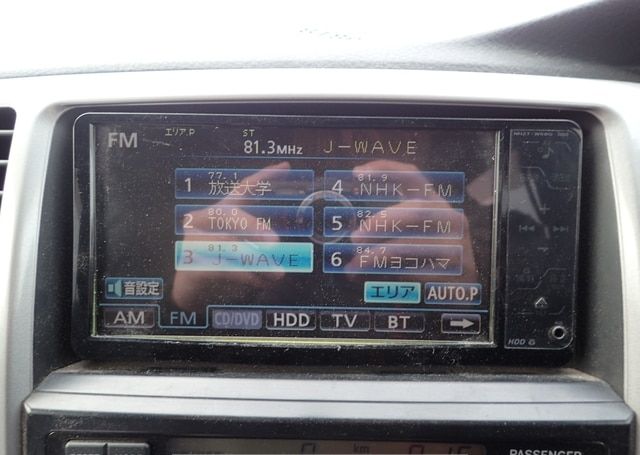 FM エリア.P ST 81.3MHz J-WAVE
1 77.1 放送大学
4 81.9 NHK-FM
2 80.0 TOKYO FM
5 82.5 NHK-FM
3 81.3 J-WAVE
6 84.7 FMヨコハマ
音設定 エリア AUTO.P
AM FM CD/DVD HDD TV BT
HDD
km
PASSENGER